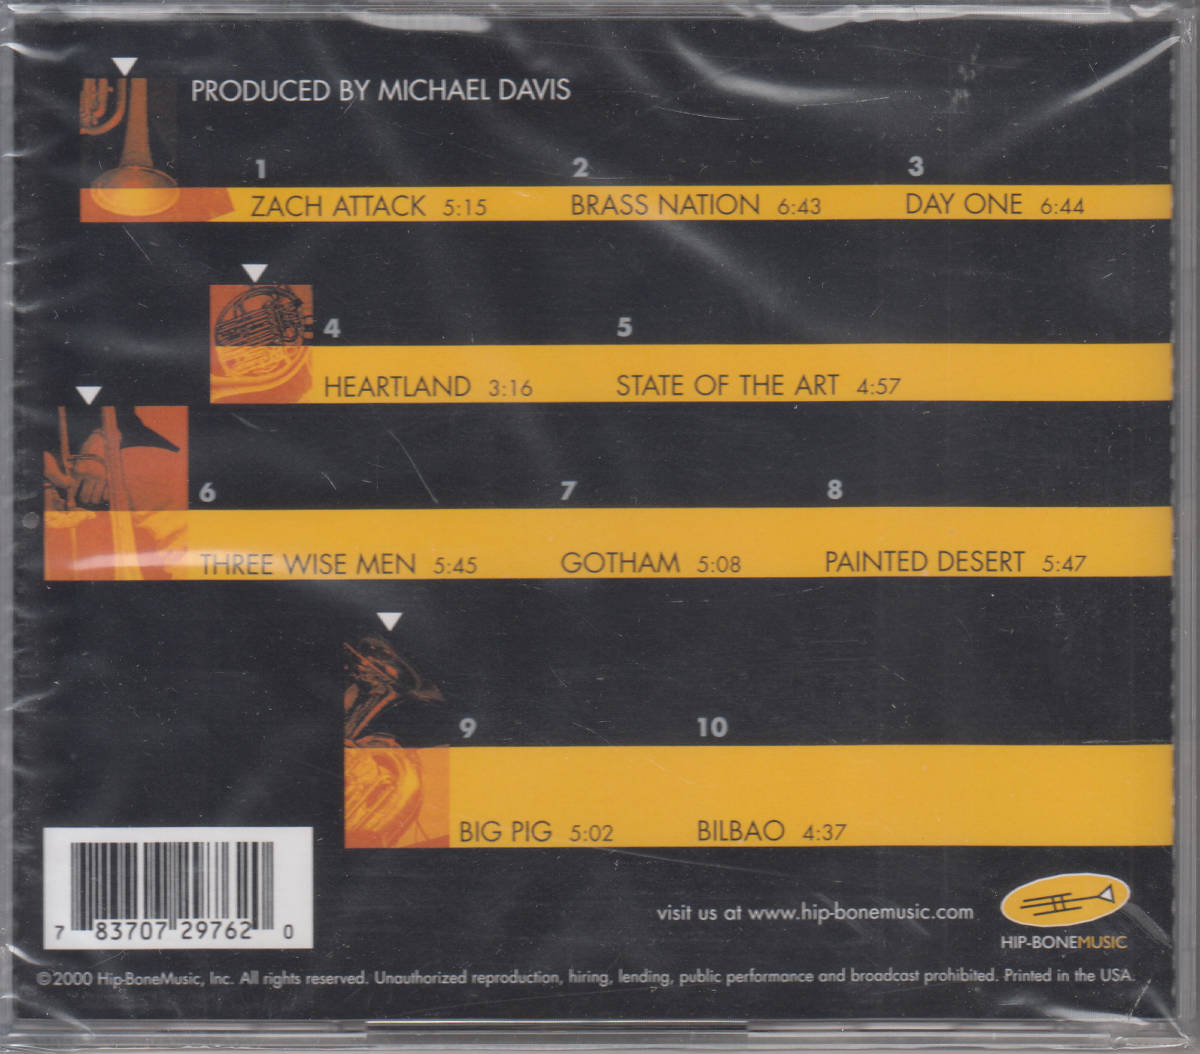 PRODUCED BY MICHAEL DAVIS
1 2 3
ZACH ATTACK 5:15 BRASS NATION 6:43 DAY ONE 6:44
4 5
HEARTLAND 3:16 STATE OF THE ART 4:57
6 7 8
THREE WISE MEN 5:45 GOTHAM 5:08 PAINTED DESERT 5:47
9 10
BIG PIG 5:02 BILBAO 4:37
7 83707 29762 0
visit us at www.hip-bonemusic.com
HIP-BONEMUSIC
©2000 Hip-BoneMusic, Inc. All rights reserved. Unauthorized reproduction, hiring, lending, public performance and broadcast prohibited. Printed in the USA.